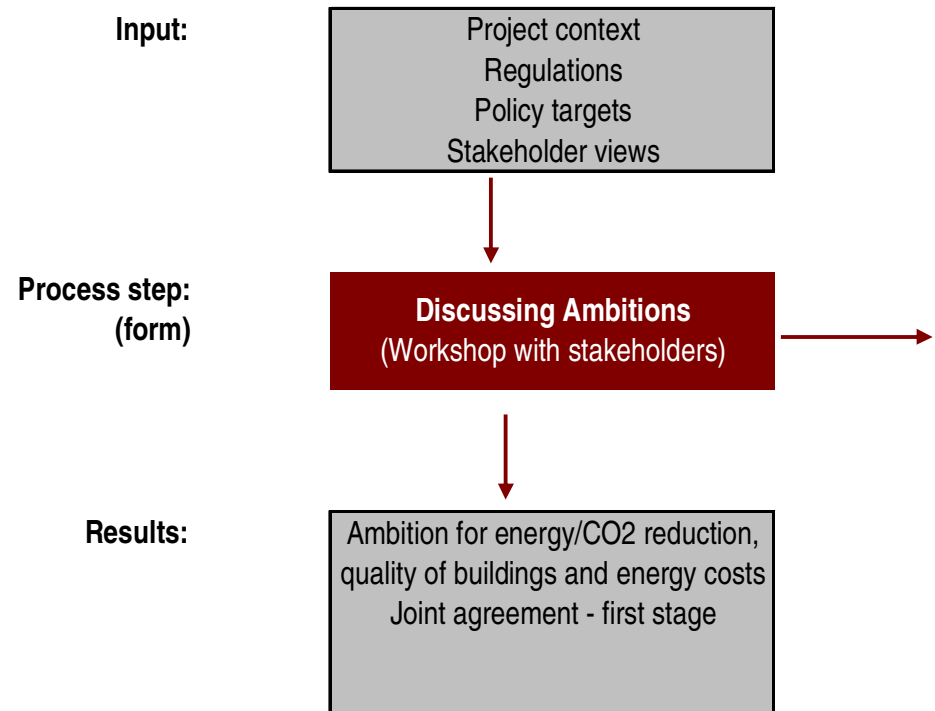 Input:
Project context
Regulations
Policy targets
Stakeholder views
Process step:
(form)
Discussing Ambitions
(Workshop with stakeholders)
Results:
Ambition for energy/CO2 reduction,
quality of buildings and energy costs
Joint agreement - first stage